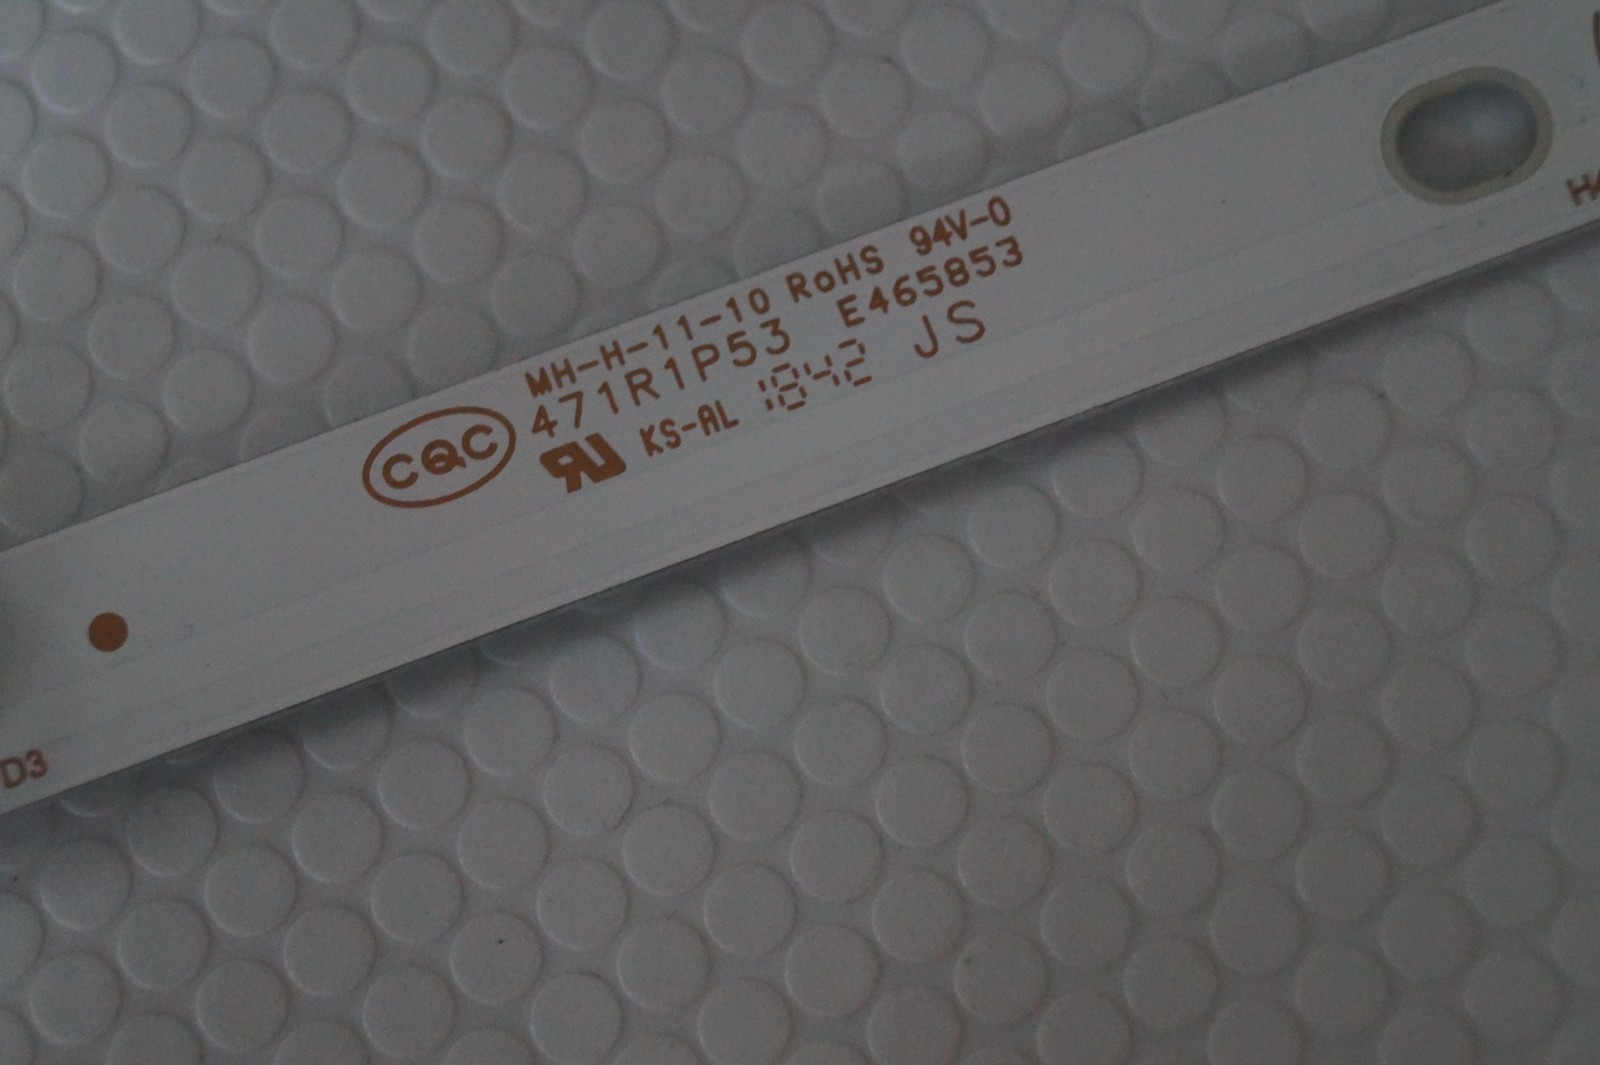 MH-H-11-10 RoHS 94V-0
471R1P53 E465853
CQC
KS-AL 1842 JS
D3